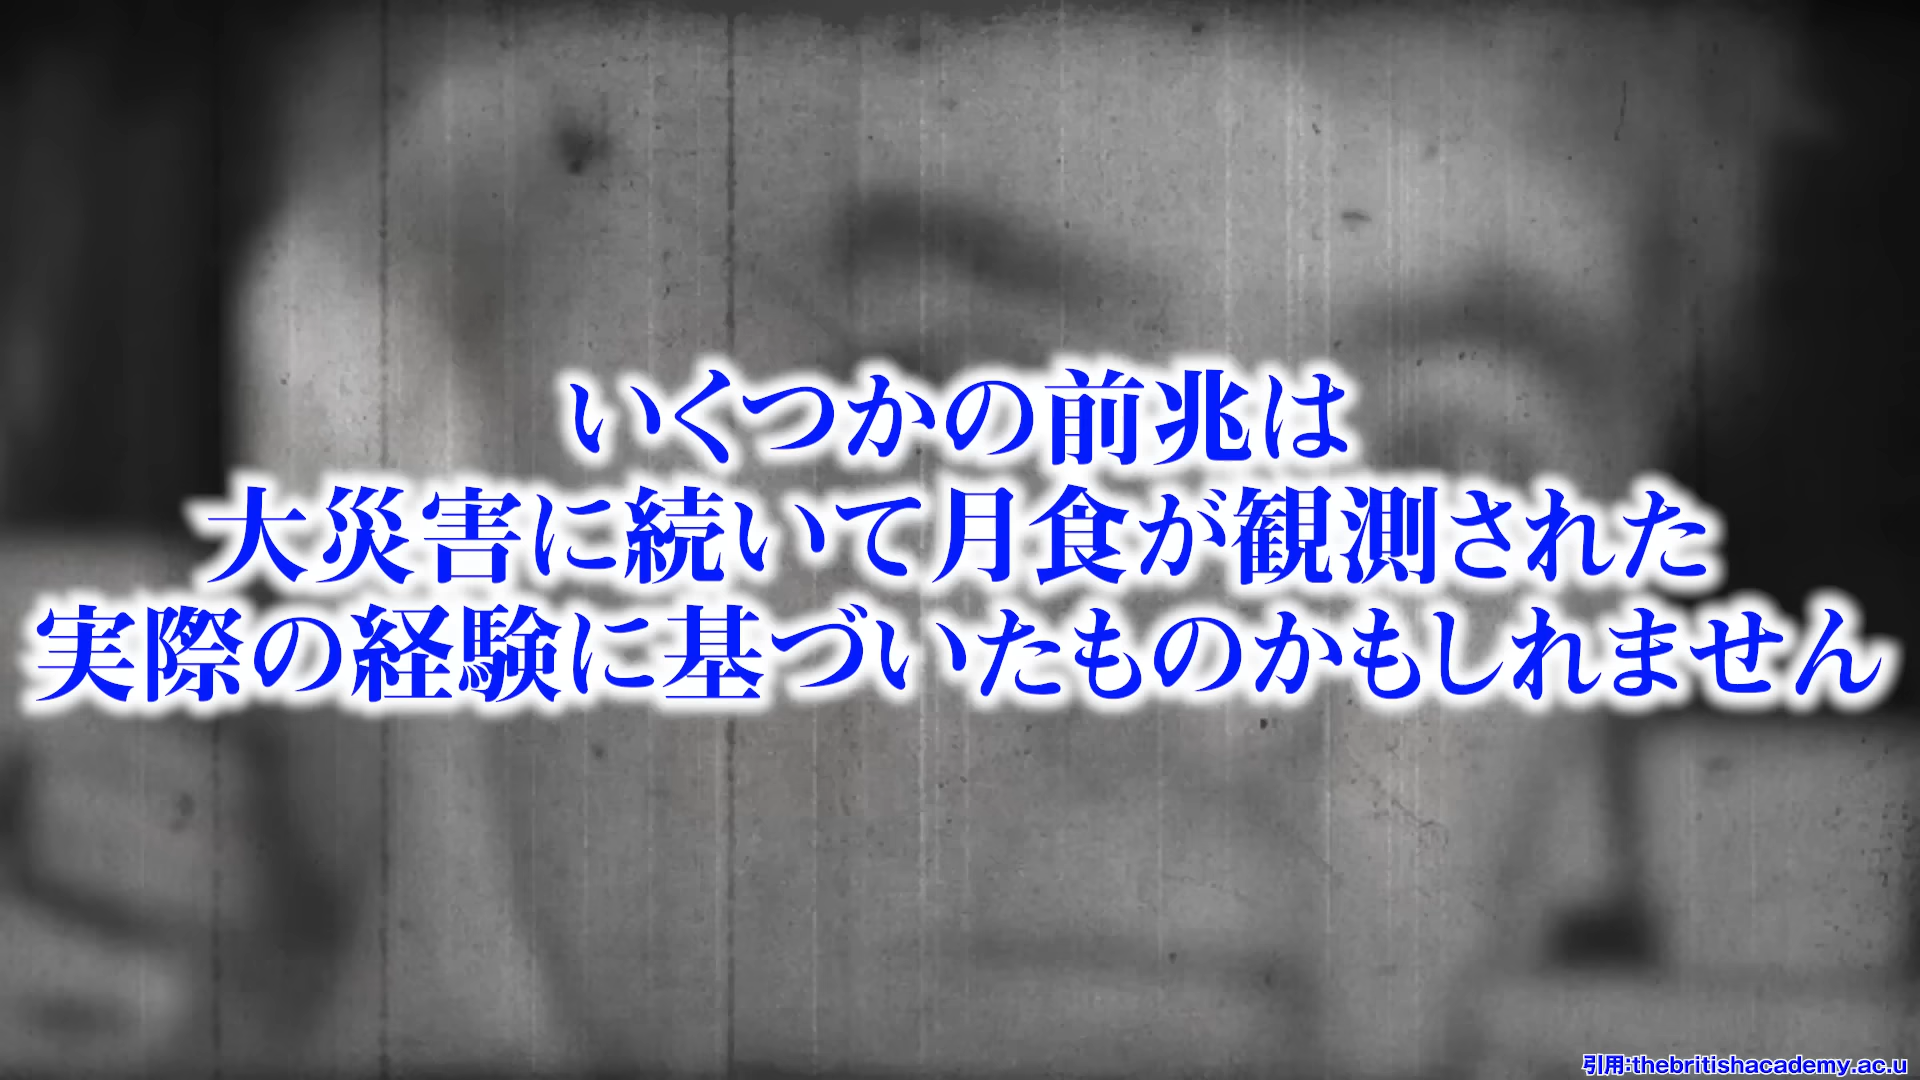 いくつかの前兆は
大災害に続いて月食が観測された
実際の経験に基づいたものかもしれません
引用:thebritishacademy.ac.u